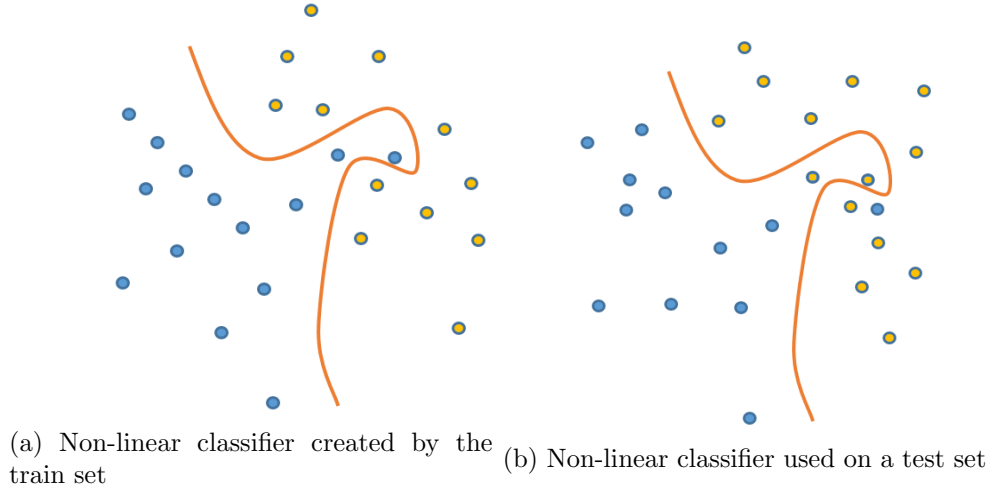 (a) Non-linear classifier created by the
train set
(b) Non-linear classifier used on a test set